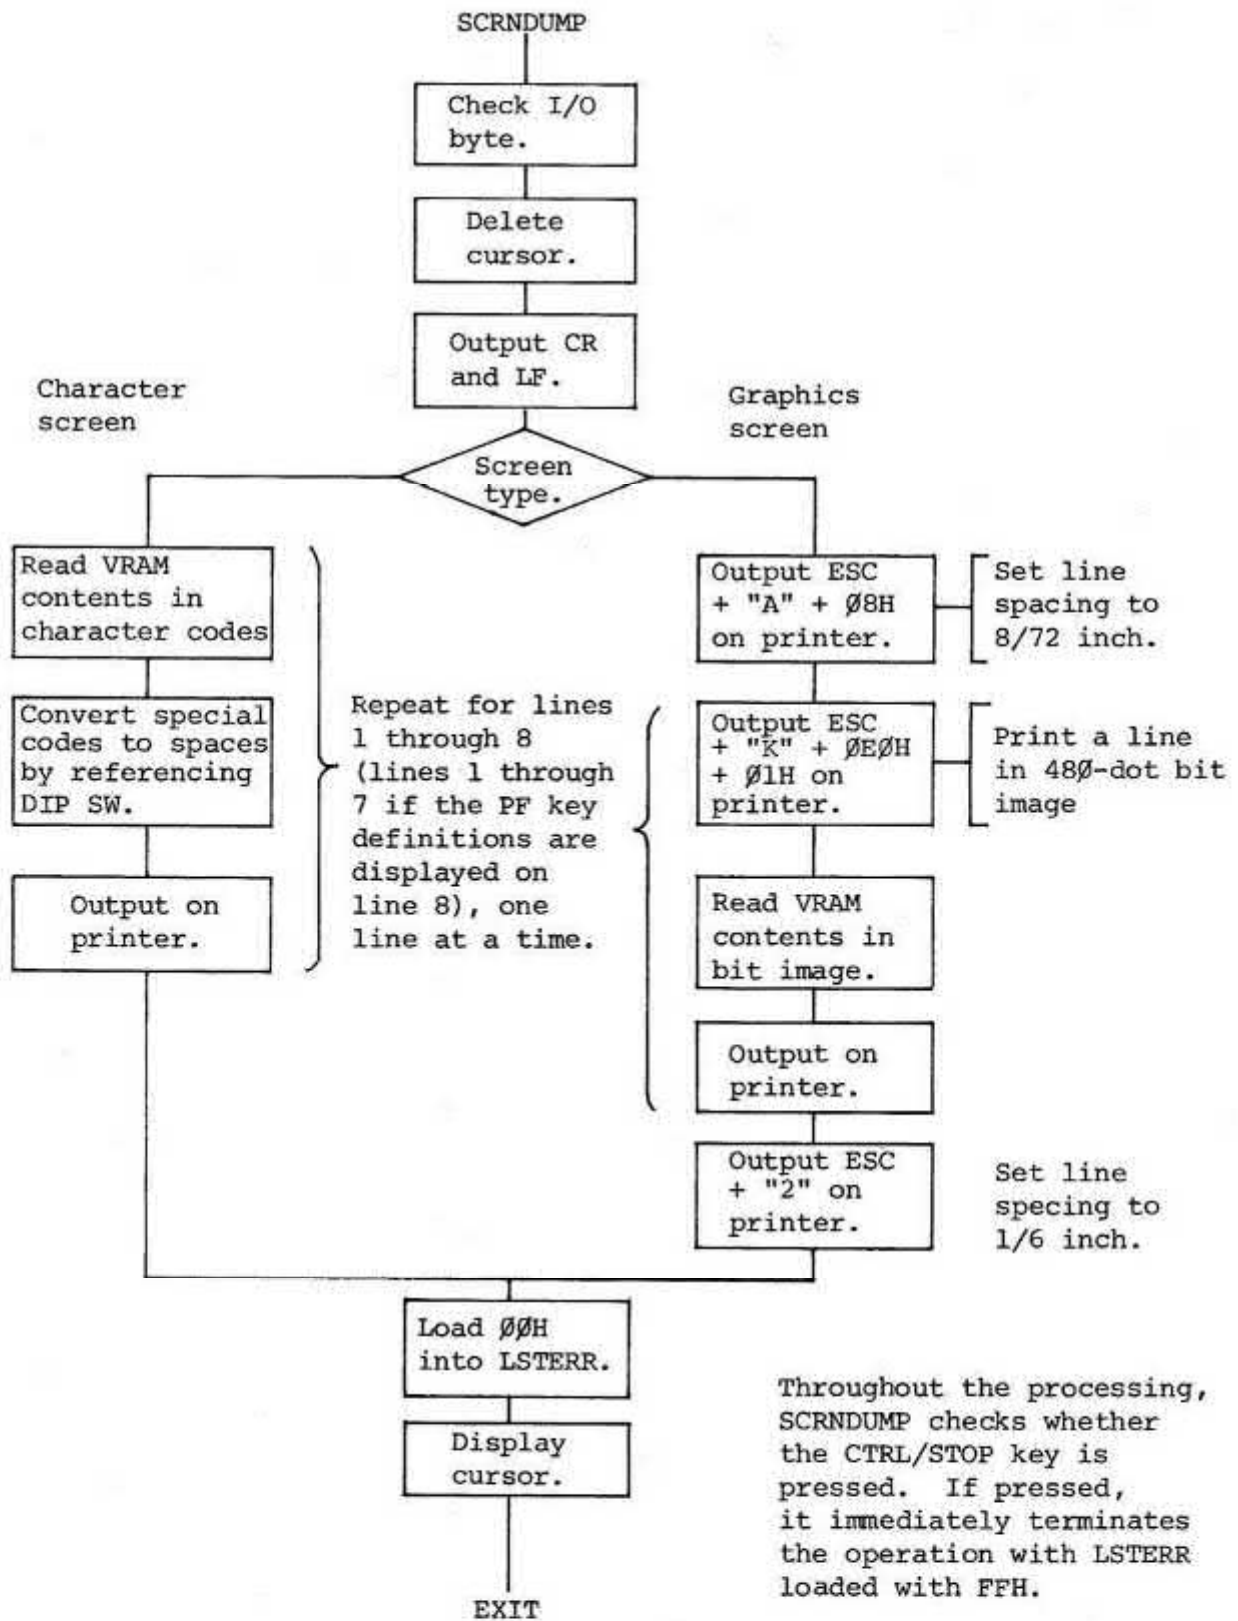 SCRNDUMP
Check I/O
byte.
Delete
cursor.
Output CR
and LF.
Character
screen
Graphics
screen
Screen
type.
Read VRAM
contents in
character codes
Convert special
codes to spaces
by referencing
DIP SW.
Output on
printer.
Repeat for lines
1 through 8
(lines 1 through
7 if the PF key
definitions are
displayed on
line 8), one
line at a time.
Output ESC
+ "A" + Ø8H
on printer.
Set line
spacing to
8/72 inch.
Output ESC
+ "K" + ØEØH
+ Ø1H on
printer.
Print a line
in 48Ø-dot bit
image
Read VRAM
contents in
bit image.
Output on
printer.
Output ESC
+ "2" on
printer.
Set line
specing to
1/6 inch.
Load ØØH
into LSTERR.
Display
cursor.
EXIT
Throughout the processing,
SCRNDUMP checks whether
the CTRL/STOP key is
pressed. If pressed,
it immediately terminates
the operation with LSTERR
loaded with FFH.